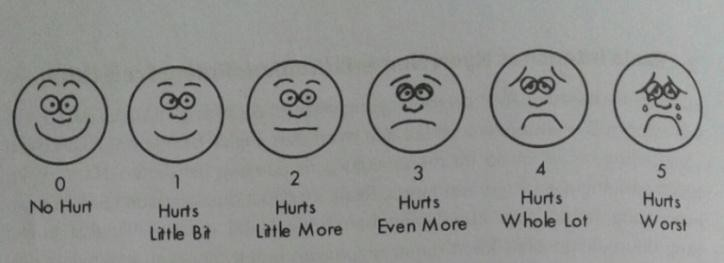 0
No Hurt
1
Hurts
Little Bit
2
Hurts
Little More
3
Hurts
Even More
4
Hurts
Whole Lot
5
Hurts
Worst